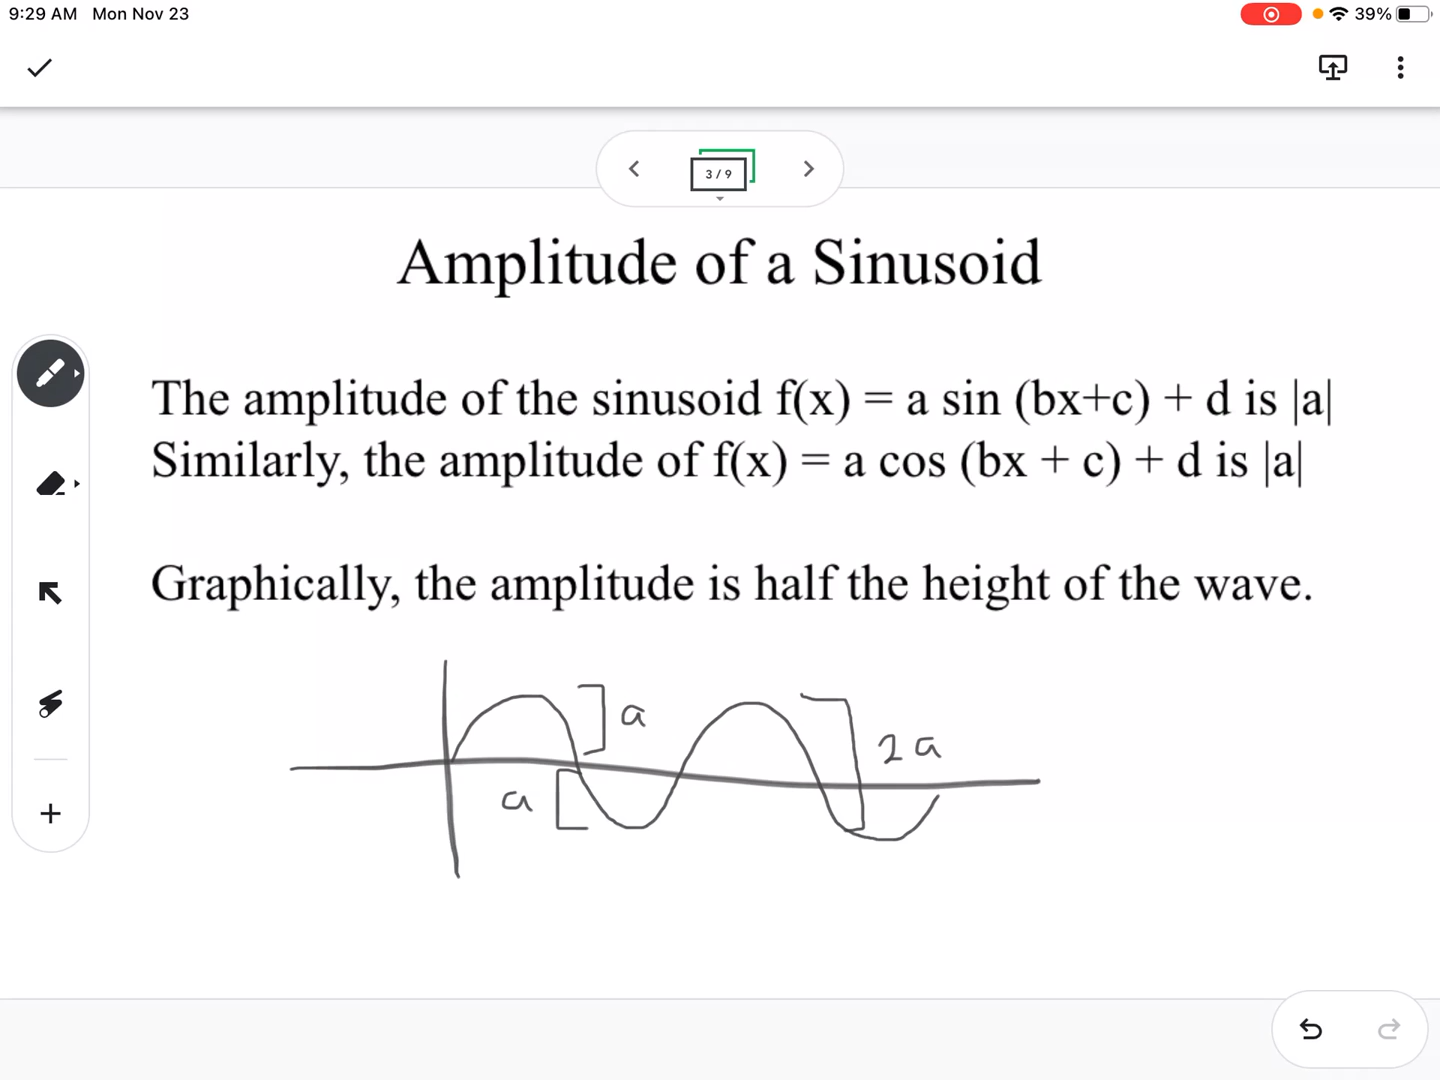 9:29 AM Mon Nov 23
39%
3 / 9
Amplitude of a Sinusoid
The amplitude of the sinusoid f(x) = a sin (bx+c) + d is |a|
Similarly, the amplitude of f(x) = a cos (bx + c) + d is |a|
Graphically, the amplitude is half the height of the wave.
a
2a
a